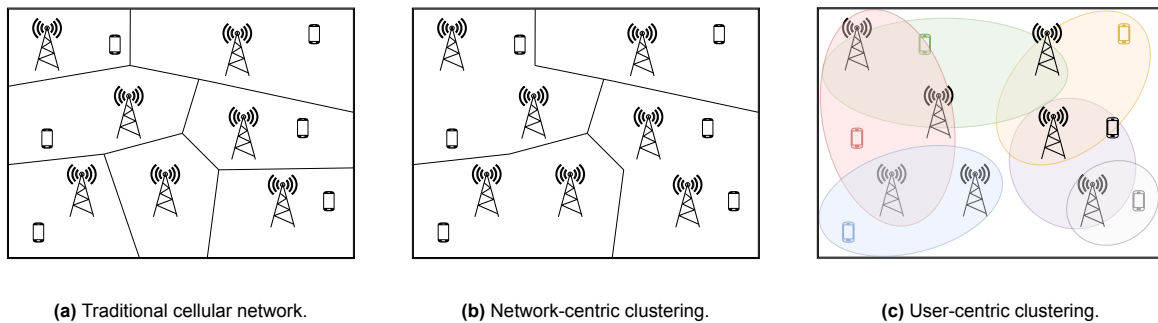 (a) Traditional cellular network.
(b) Network-centric clustering.
(c) User-centric clustering.